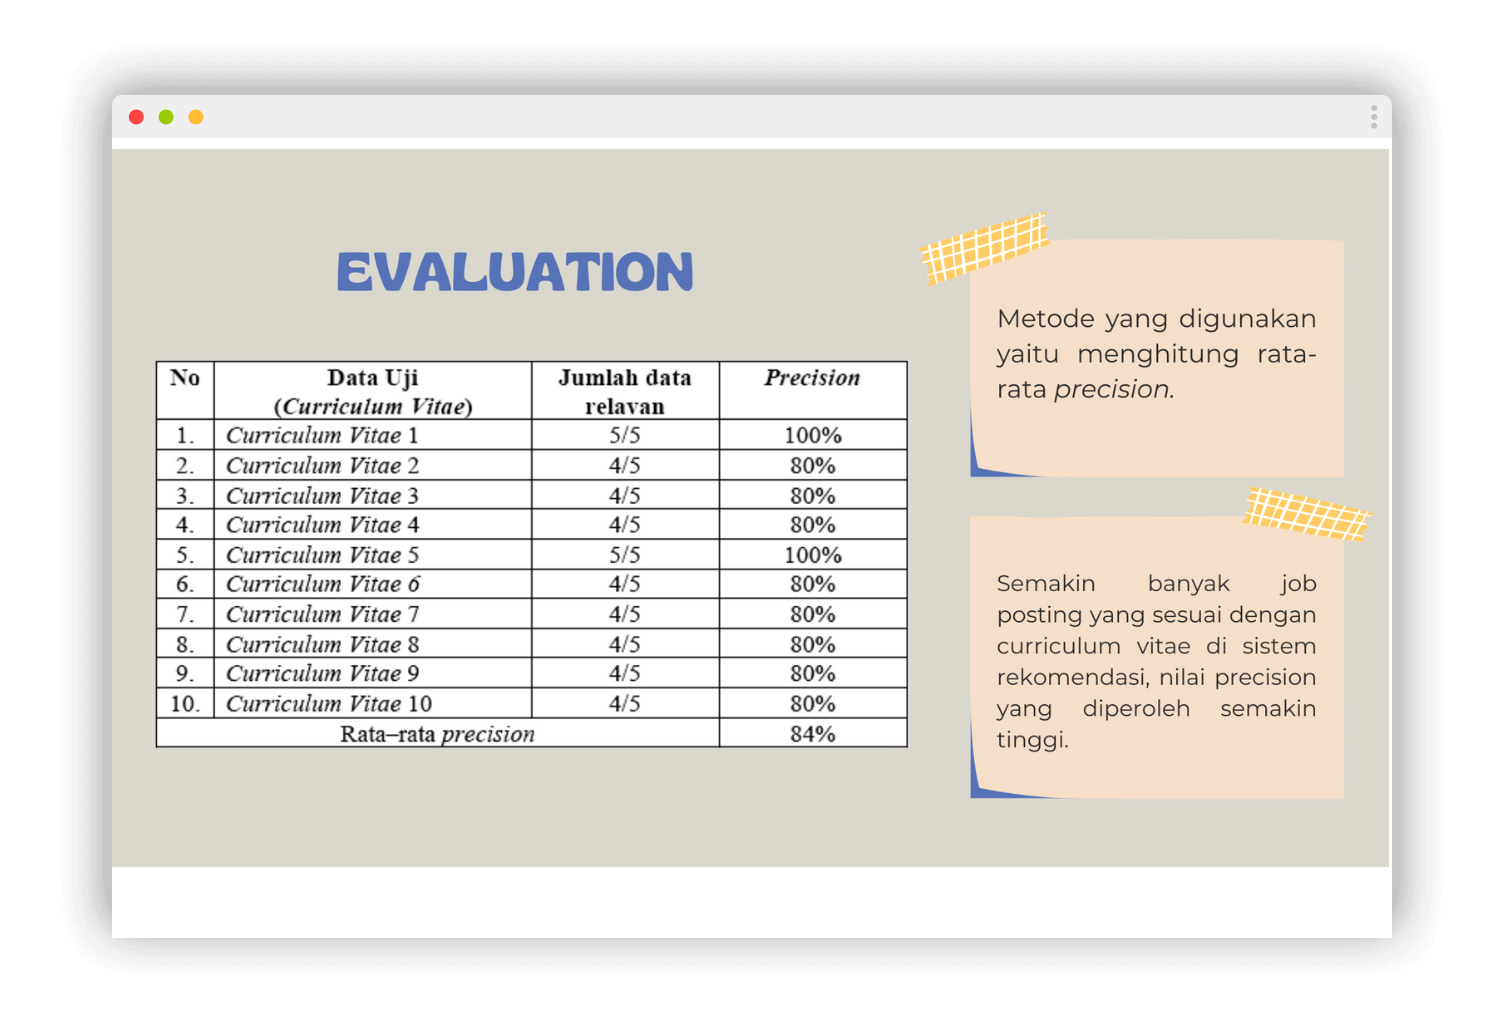 EVALUATION
No Data Uji Jumlah data Precision
(Curriculum Vitae) relavan
1. Curriculum Vitae 1 5/5 100%
2. Curriculum Vitae 2 4/5 80%
3. Curriculum Vitae 3 4/5 80%
4. Curriculum Vitae 4 4/5 80%
5. Curriculum Vitae 5 5/5 100%
6. Curriculum Vitae 6 4/5 80%
7. Curriculum Vitae 7 4/5 80%
8. Curriculum Vitae 8 4/5 80%
9. Curriculum Vitae 9 4/5 80%
10. Curriculum Vitae 10 4/5 80%
Rata–rata precision 84%
Metode yang digunakan
yaitu menghitung rata-
rata precision.
Semakin banyak job
posting yang sesuai dengan
curriculum vitae di sistem
rekomendasi, nilai precision
yang diperoleh semakin
tinggi.